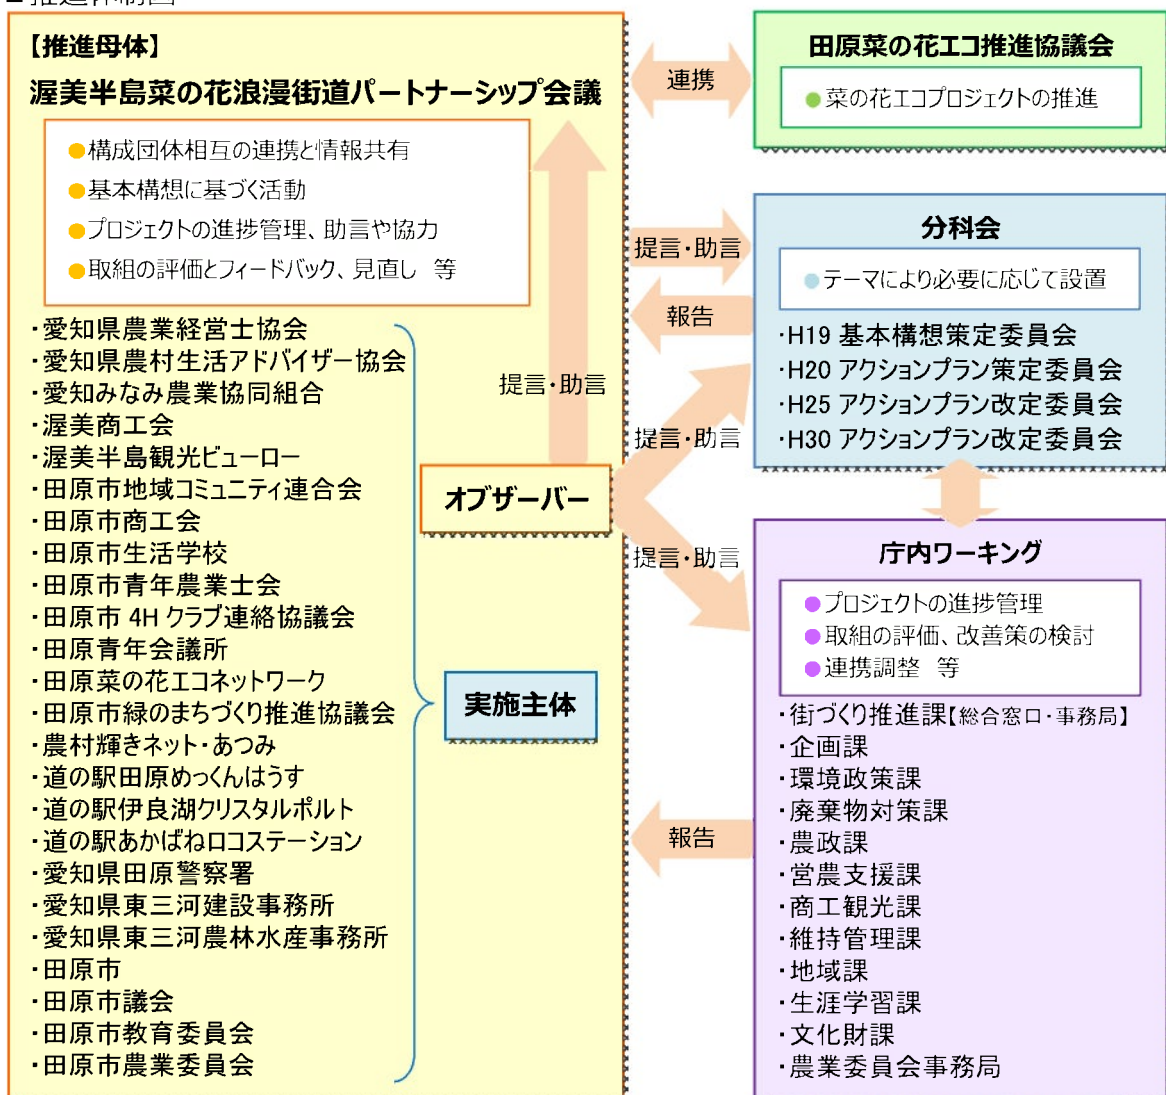 ■推進体制図
【推進母体】
渥美半島菜の花浪漫街道パートナーシップ会議
●構成団体相互の連携と情報共有
●基本構想に基づく活動
●プロジェクトの進捗管理、助言や協力
●取組の評価とフィードバック、見直し 等
・愛知県農業経営士協会
・愛知県農村生活アドバイザー協会
・愛知みなみ農業協同組合
・渥美商工会
・渥美半島観光ビューロー
・田原市地域コミュニティ連合会
・田原市商工会
・田原市生活学校
・田原市青年農業士会
・田原市 4H クラブ連絡協議会
・田原青年会議所
・田原菜の花エコネットワーク
・田原市緑のまちづくり推進協議会
・農村輝きネット・あつみ
・道の駅田原めっくんはうす
・道の駅伊良湖クリスタルポルト
・道の駅あかばねロコステーション
・愛知県田原警察署
・愛知県東三河建設事務所
・愛知県東三河農林水産事務所
・田原市
・田原市議会
・田原市教育委員会
・田原市農業委員会
実施主体
オブザーバー
提言・助言
連携
提言・助言
報告
提言・助言
提言・助言
報告
田原菜の花エコ推進協議会
●菜の花エコプロジェクトの推進
分科会
●テーマにより必要に応じて設置
・H19 基本構想策定委員会
・H20 アクションプラン策定委員会
・H25 アクションプラン改定委員会
・H30 アクションプラン改定委員会
庁内ワーキング
●プロジェクトの進捗管理
●取組の評価、改善策の検討
●連携調整 等
・街づくり推進課【総合窓口・事務局】
・企画課
・環境政策課
・廃棄物対策課
・農政課
・営農支援課
・商工観光課
・維持管理課
・地域課
・生涯学習課
・文化財課
・農業委員会事務局